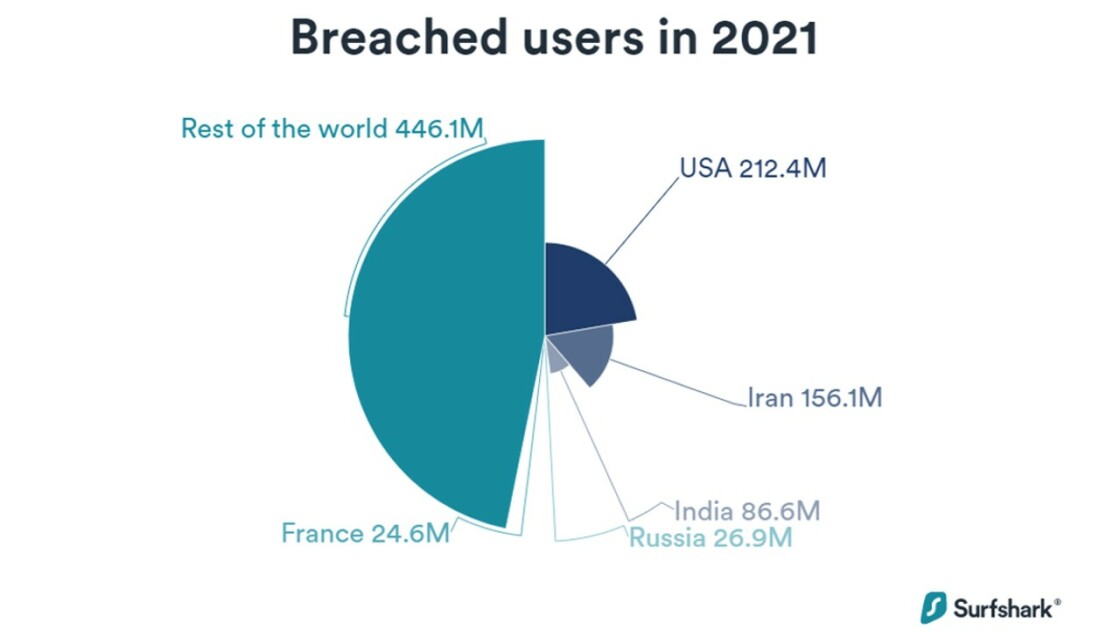 Breached users in 2021
Rest of the world 446.1M
USA 212.4M
Iran 156.1M
India 86.6M
Russia 26.9M
France 24.6M
Surfshark®